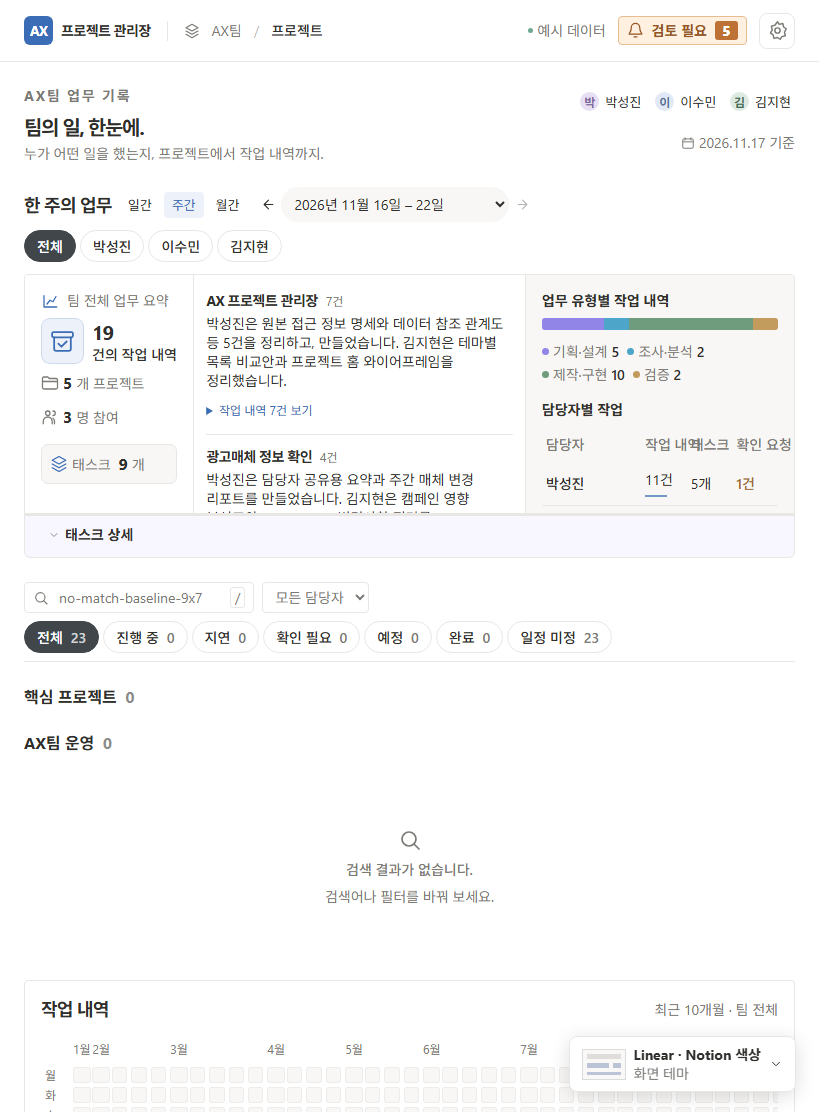 AX 프로젝트 관리장 AX팀 / 프로젝트 예시 데이터 검토 필요 5
AX팀 업무 기록
박 박성진 이 이수민 김 김지현
팀의 일, 한눈에.
2026.11.17 기준
누가 어떤 일을 했는지, 프로젝트에서 작업 내역까지.
한 주의 업무 일간 주간 월간 ← 2026년 11월 16일 – 22일 →
전체 박성진 이수민 김지현
팀 전체 업무 요약
19
건의 작업 내역
5 개 프로젝트
3 명 참여
태스크 9 개
AX 프로젝트 관리장 7건
박성진은 원본 접근 정보 명세와 데이터 참조 관계도
등 5건을 정리하고, 만들었습니다. 김지현은 테마별
목록 비교안과 프로젝트 홈 와이어프레임을
정리했습니다.
▶ 작업 내역 7건 보기
광고매체 정보 확인 4건
박성진은 담당자 공유용 요약과 주간 매체 변경
리포트를 만들었습니다. 김지현은 캠페인 영향
업무 유형별 작업 내역
기획·설계 5 조사·분석 2
제작·구현 10 검증 2
담당자별 작업
담당자 작업 내역 태스크 확인 요청
박성진 11건 5개 1건
태스크 상세
no-match-baseline-9x7 / 모든 담당자
전체 23 진행 중 0 지연 0 확인 필요 0 예정 0 완료 0 일정 미정 23
핵심 프로젝트 0
AX팀 운영 0
검색 결과가 없습니다.
검색어나 필터를 바꿔 보세요.
작업 내역
최근 10개월 · 팀 전체
1월 2월 3월 4월 5월 6월 7월
월
화
Linear · Notion 색상
화면 테마